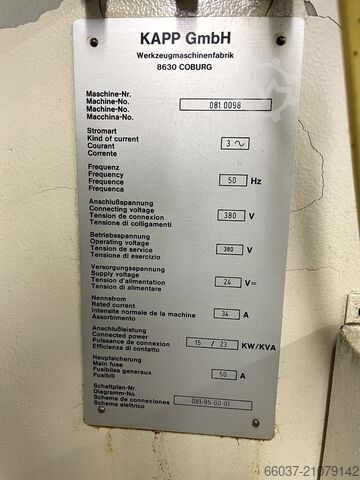 KAPP GmbH
Werkzeugmaschinenfabrik
8630 COBURG
Maschine-Nr.
Machine-No.
Machine-No. 081.0098
Macchina-No.
Stromart
Kind of current
Courant 3 ~
Corrente
Frequenz
Frequency
Frequence 50 Hz
Frequenca
Anschlußspannung
Connecting voltage
Tension de connexion 380 V
Tensione di colligamenti
Betriebsspannung
Operating voltage
Tension de service 380 V
Tensione di esercizio
Versorgungsspannung
Supply voltage
Tension d'alimentation 24 V=
Tensione di alimentare
Nennstrom
Rated current
Intensite normale de la machine 34 A
Assorbimento
Anschlußleistung
Connected power
Puissance de connexion 15 / 23 KW/KVA
Efficienza di contatto
Hauptsicherung
Main fuse
Fusibles generaux 50 A
Fusibili
Schaltplan-Nr.
Diagramm-No.
Schema de connexiones 081-95-00-01
Schema elettrico
66037-21079142